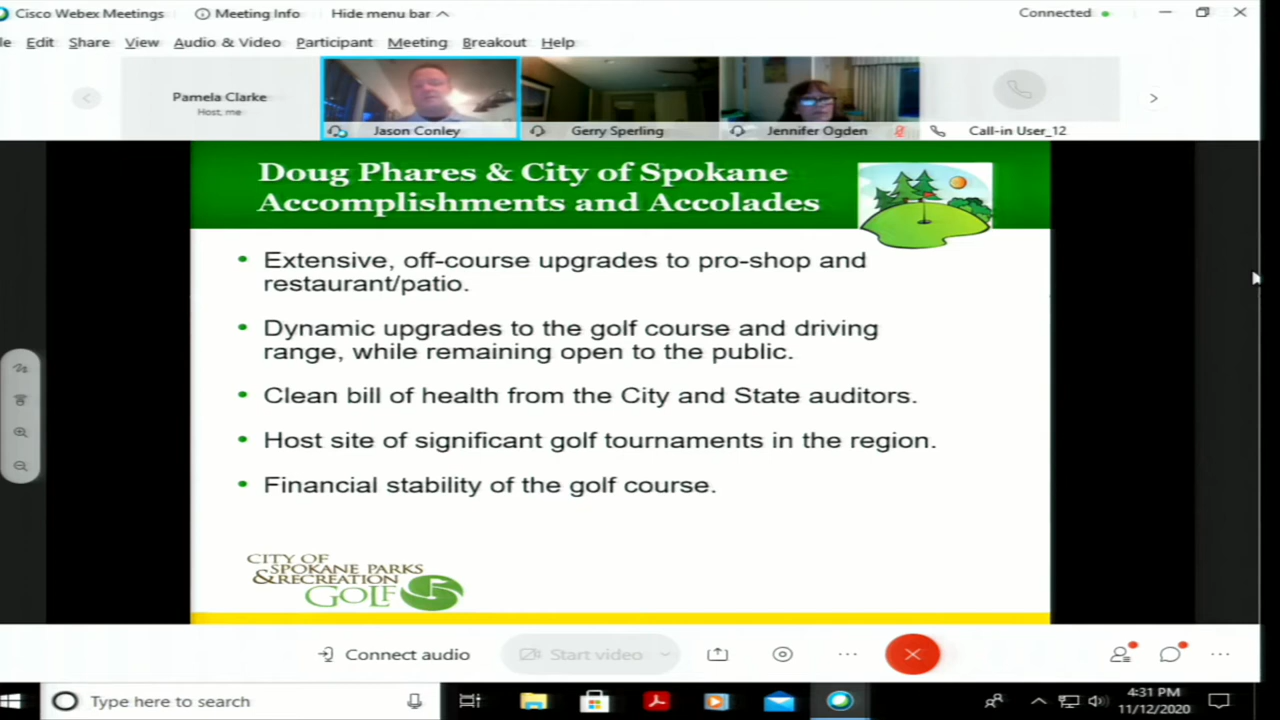 Cisco Webex Meetings
Meeting Info
Hide menu bar
Connected
le Edit Share View Audio & Video Participant Meeting Breakout Help
Pamela Clarke
Host, me
Jason Conley
Gerry Sperling
Jennifer Ogden
Call-in User_12
Doug Phares & City of Spokane
Accomplishments and Accolades
• Extensive, off-course upgrades to pro-shop and
restaurant/patio.
• Dynamic upgrades to the golf course and driving
range, while remaining open to the public.
• Clean bill of health from the City and State auditors.
• Host site of significant golf tournaments in the region.
• Financial stability of the golf course.
CITY OF
SPOKANE PARKS
&RECREATION
GOLF
Connect audio
Start video
Type here to search
4:31 PM
11/12/2020